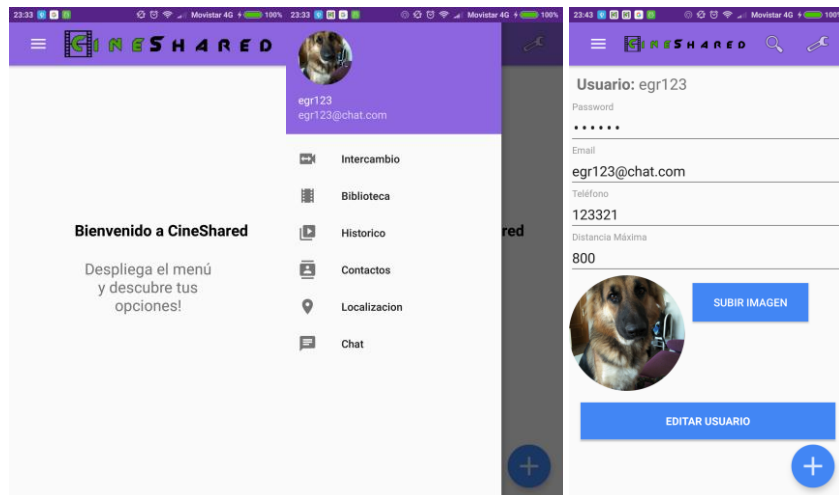 23:33 Movistar 4G 100%
CineShared
Bienvenido a CineShared
Despliega el menú
y descubre tus
opciones!
23:33 Movistar 4G 100%
egr123
egr123@chat.com
Intercambio
Biblioteca
Historico
Contactos
Localizacion
Chat
red
23:43 Movistar 4G 100%
CineShared
Usuario: egr123
Password
••••••
Email
egr123@chat.com
Teléfono
123321
Distancia Máxima
800
SUBIR IMAGEN
EDITAR USUARIO